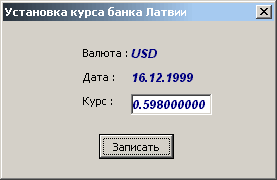 Установка курса банка Латвии
Валюта : USD
Дата : 16.12.1999
Курс : 0.598000000
Записать